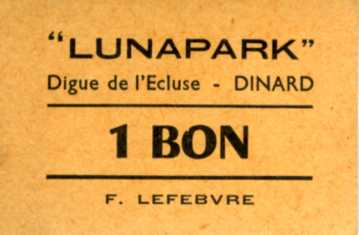 "LUNAPARK"
Digue de l'Ecluse - DINARD
1 BON
F. LEFEBVRE